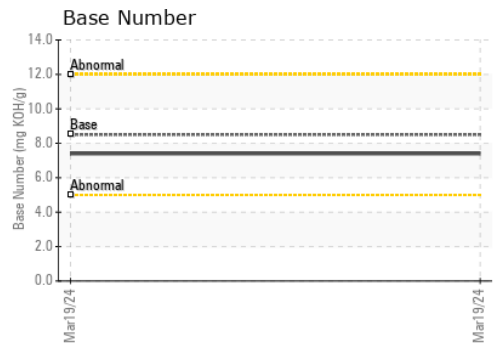 Base Number
14.0
Abnormal
12.0
10.0
Base
8.0
Abnormal
6.0
4.0
2.0
0.0
Base Number (mg KOH/g)
Mar19/24
Mar19/24